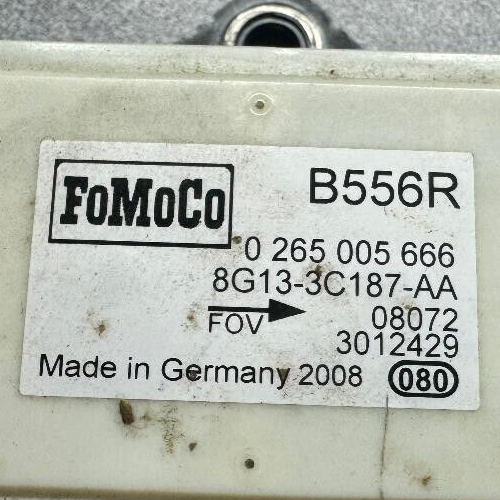 FoMoCo
B556R
0 265 005 666
8G13-3C187-AA
FOV
08072
3012429
Made in Germany 2008
080